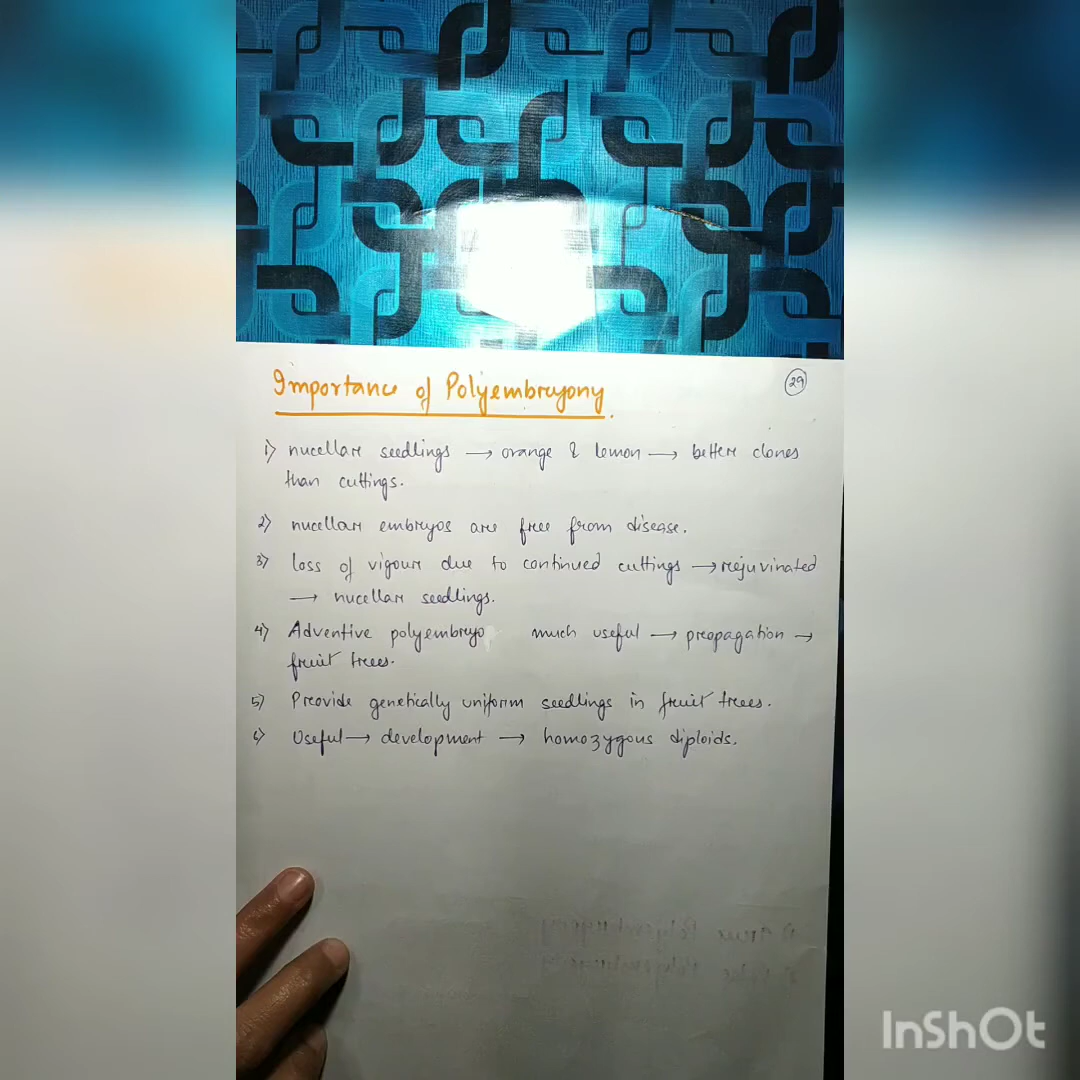 Importance of Polyembryony.
29
1) nucellar seedlings → orange & lemon → better clones
than cuttings.
2) nucellar embryos are free from disease.
3) loss of vigour due to continued cuttings → rejuvinated
→ nucellar seedlings.
4) Adventive polyembryo much useful → propagation →
fruit trees.
5) Provide genetically uniform seedlings in fruit trees.
6) Useful → development → homozygous diploids.
InShOt